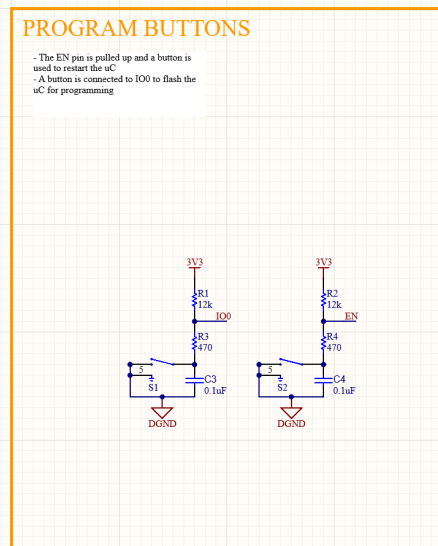 PROGRAM BUTTONS
- The EN pin is pulled up and a button is
used to restart the uC
- A button is connected to IO0 to flash the
uC for programming
3V3
3V3
R1
12k
R2
12k
IO0
EN
R3
470
R4
470
5
S1
C3
0.1uF
5
S2
C4
0.1uF
DGND
DGND